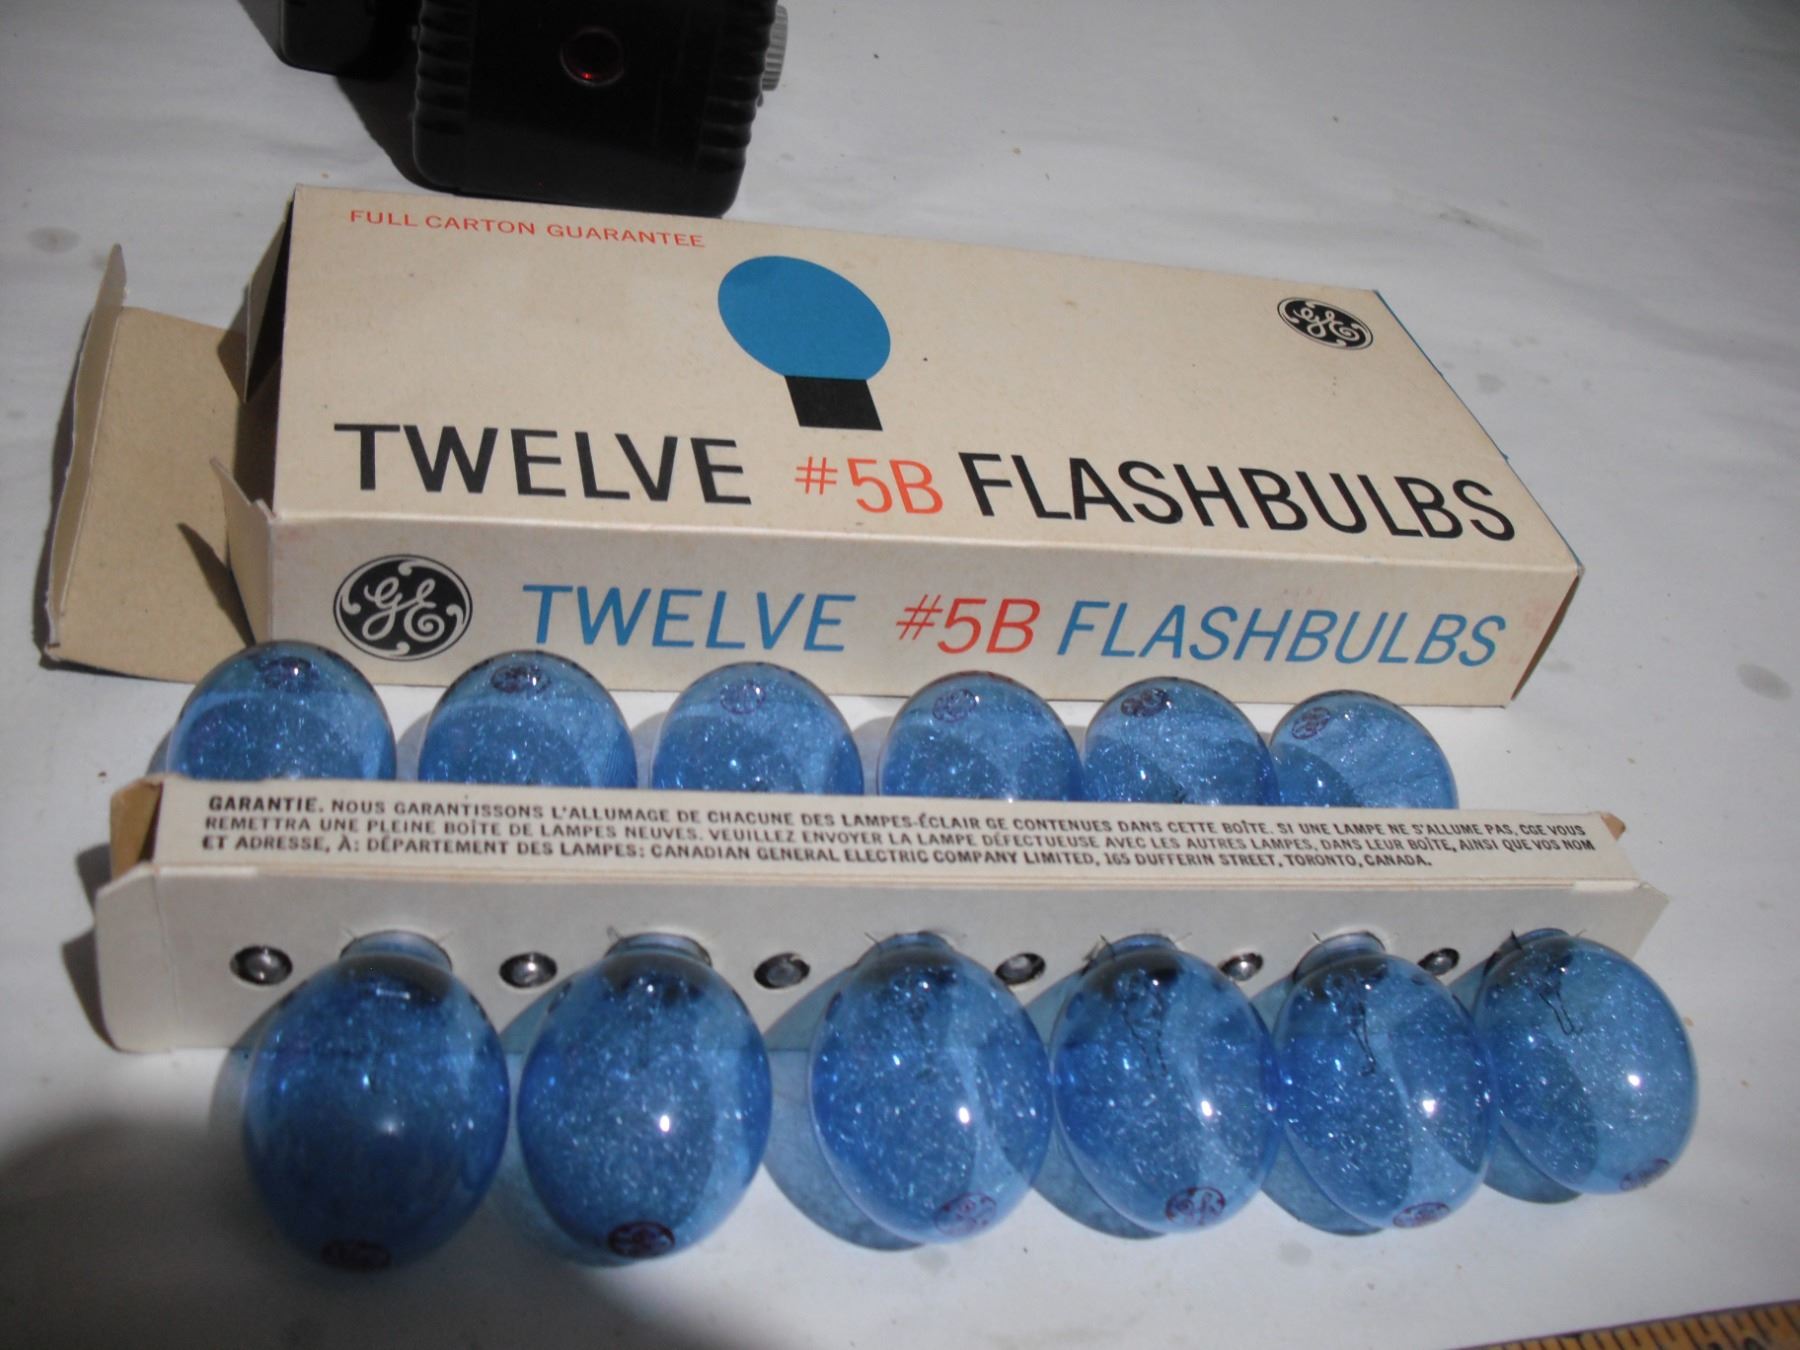 FULL CARTON GUARANTEE
GE
TWELVE #5B FLASHBULBS
GE TWELVE #5B FLASHBULBS
GARANTIE. NOUS GARANTISSONS L'ALLUMAGE DE CHACUNE DES LAMPES-ÉCLAIR GE CONTENUES DANS CETTE BOÎTE. SI UNE LAMPE NE S'ALLUME PAS, CGE VOUS
REMETTRA UNE PLEINE BOÎTE DE LAMPES NEUVES. VEUILLEZ ENVOYER LA LAMPE DÉFECTUEUSE AVEC LES AUTRES LAMPES, DANS LEUR BOÎTE, AINSI QUE VOS NOM
ET ADRESSE, À: DÉPARTEMENT DES LAMPES: CANADIAN GENERAL ELECTRIC COMPANY LIMITED, 165 DUFFERIN STREET, TORONTO, CANADA.